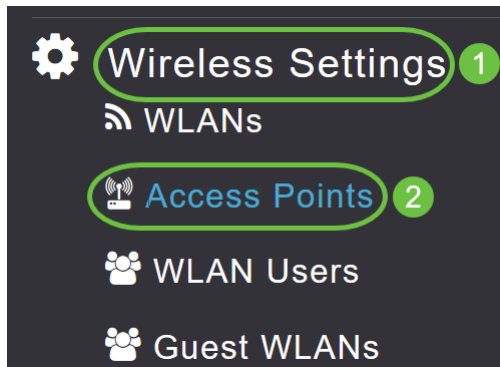 Wireless Settings 1
WLANs
Access Points 2
WLAN Users
Guest WLANs